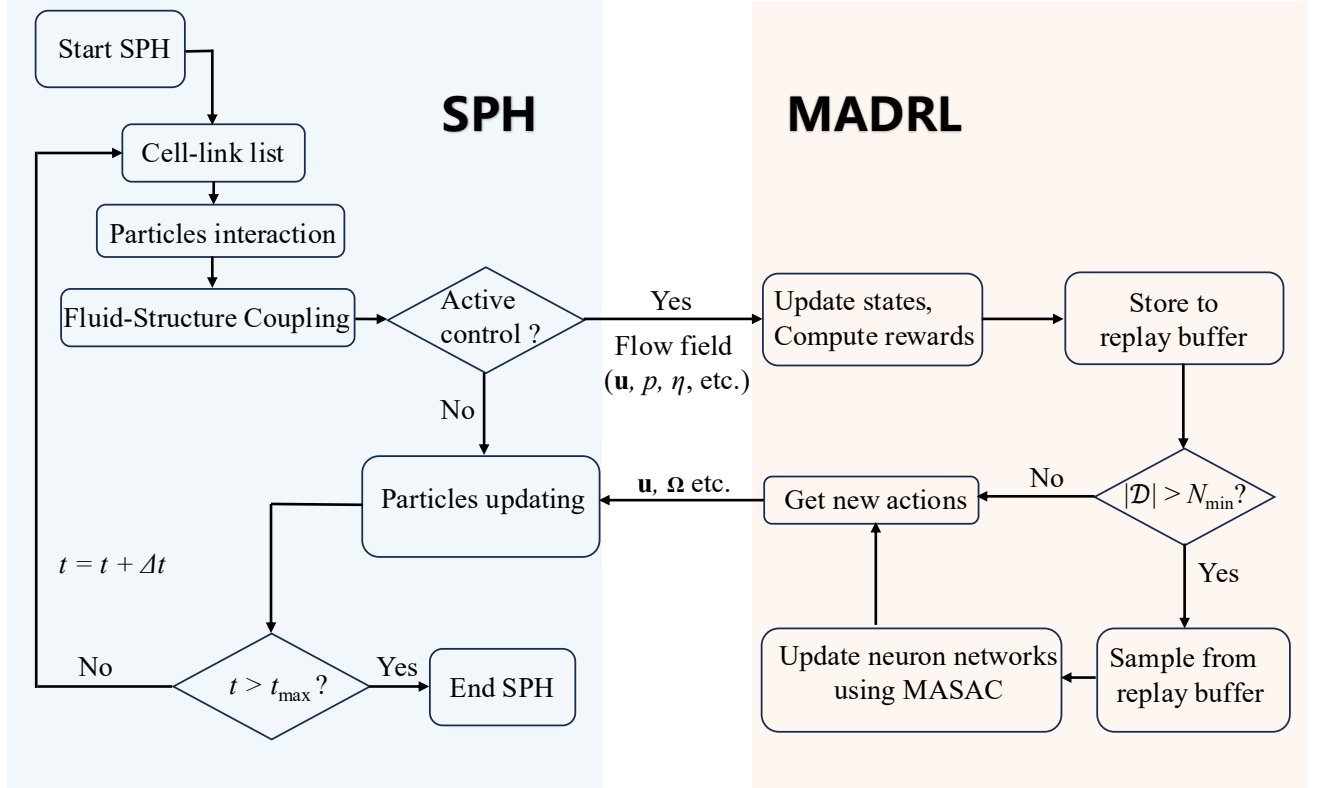 Start SPH
SPH
MADRL
Cell-link list
Particles interaction
Fluid-Structure Coupling
Active
control ?
Yes
Flow field
(𝐮, p, η, etc.)
Update states,
Compute rewards
Store to
replay buffer
No
Particles updating
𝐮, 𝛀 etc.
Get new actions
No
|𝒟| > Nmin?
Yes
t = t + Δt
No
t > tmax ?
Yes
End SPH
Update neuron networks
using MASAC
Sample from
replay buffer